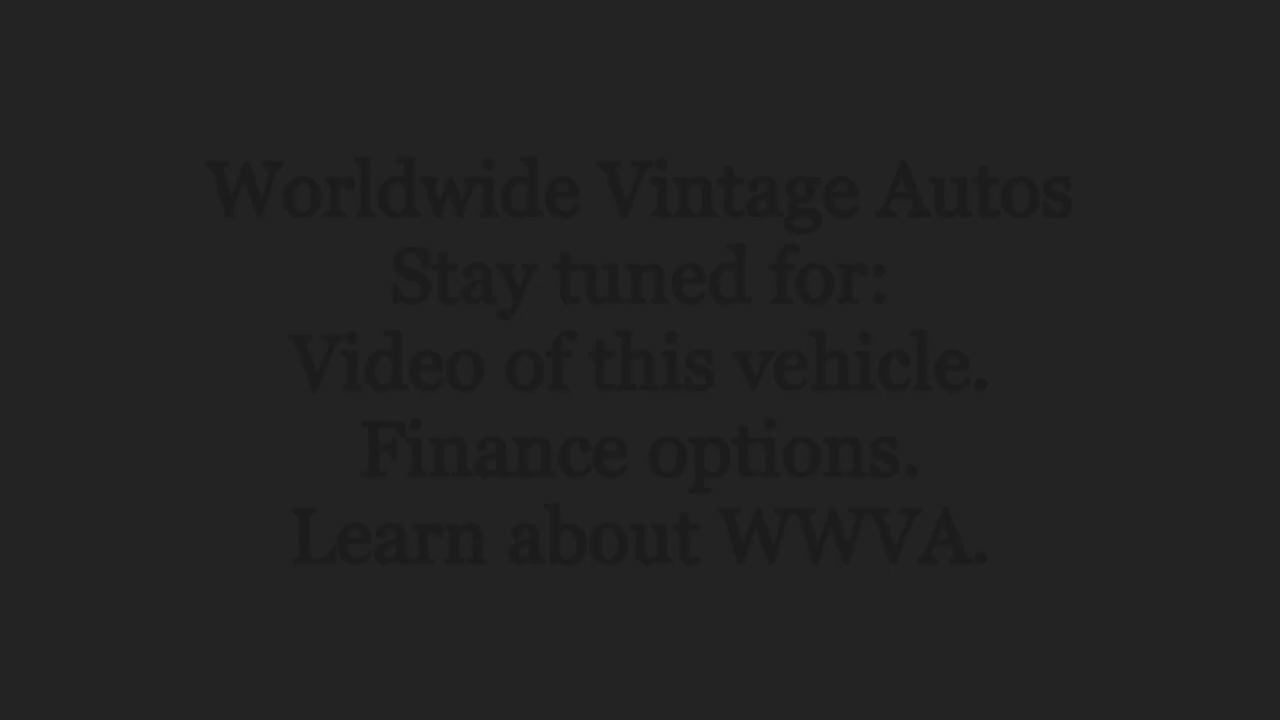 Worldwide Vintage Autos
Stay tuned for:
Video of this vehicle.
Finance options.
Learn about WWVA.